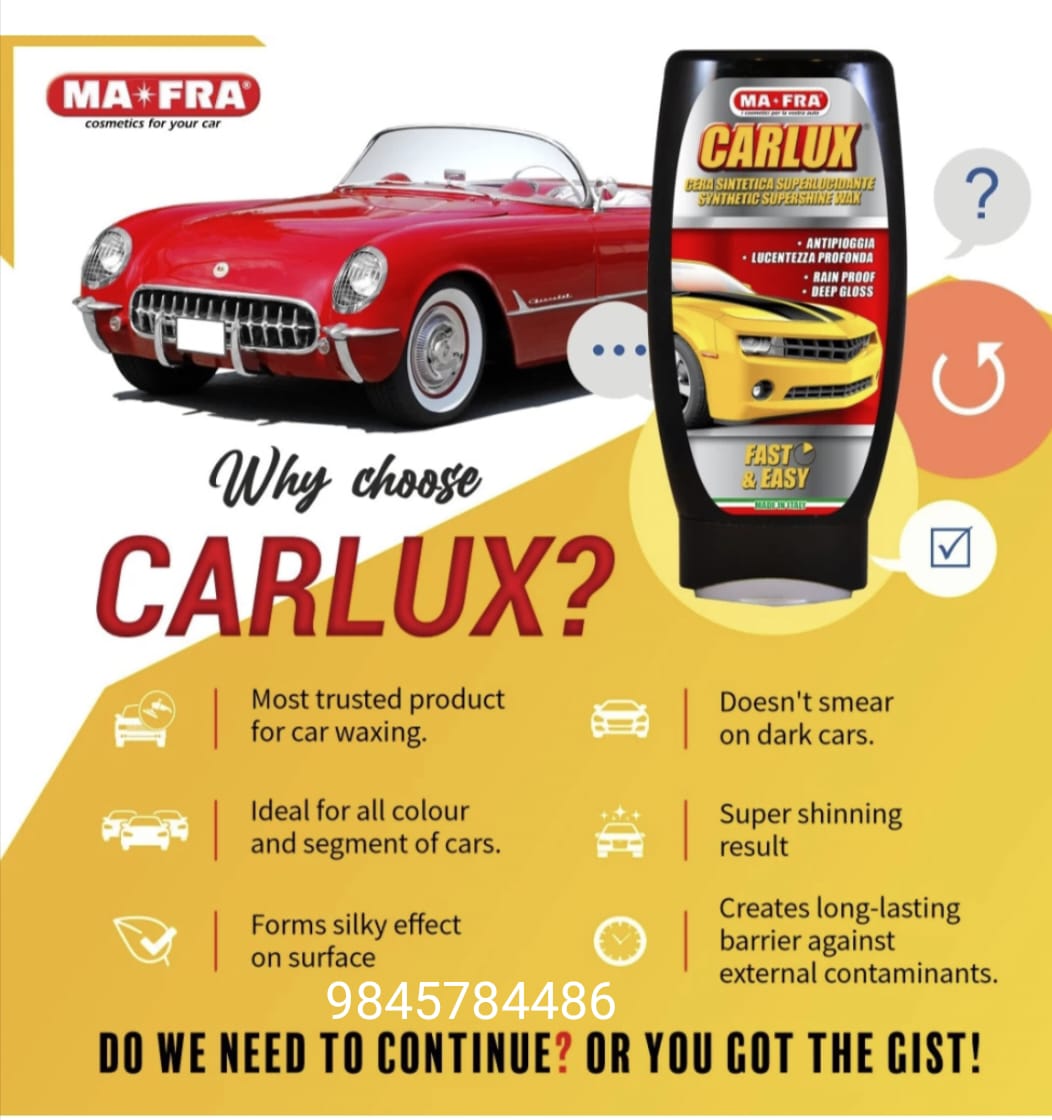 MA★FRA®
cosmetics for your car
MA★FRA®
CARLUX
CERA SINTETICA SUPERLUCIDANTE
SYNTHETIC SUPERSHINE WAX
• ANTIPIOGGIA
• LUCENTEZZA PROFONDA
• RAIN PROOF
• DEEP GLOSS
FAST
& EASY
MADE IN ITALY
Chevrolet
?
Why choose
CARLUX?
Most trusted product
for car waxing.
Doesn't smear
on dark cars.
Ideal for all colour
and segment of cars.
Super shinning
result
Forms silky effect
on surface
Creates long-lasting
barrier against
external contaminants.
9845784486
DO WE NEED TO CONTINUE? OR YOU GOT THE GIST!